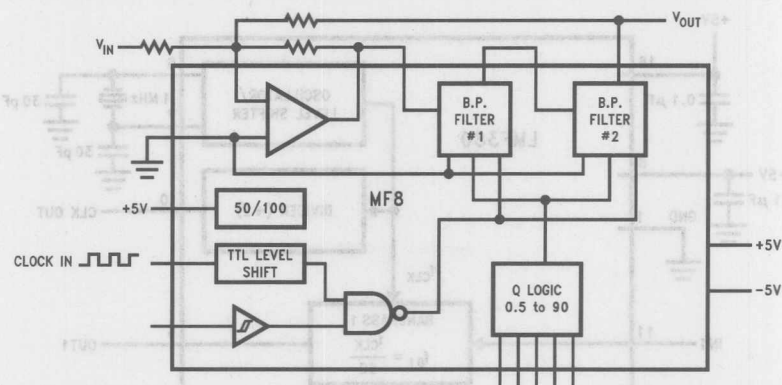 V_OUT
V_IN
B.P.
FILTER
#1
B.P.
FILTER
#2
MF8
+5V
50/100
CLOCK IN
TTL LEVEL
SHIFT
Q LOGIC
0.5 to 90
+5V
-5V